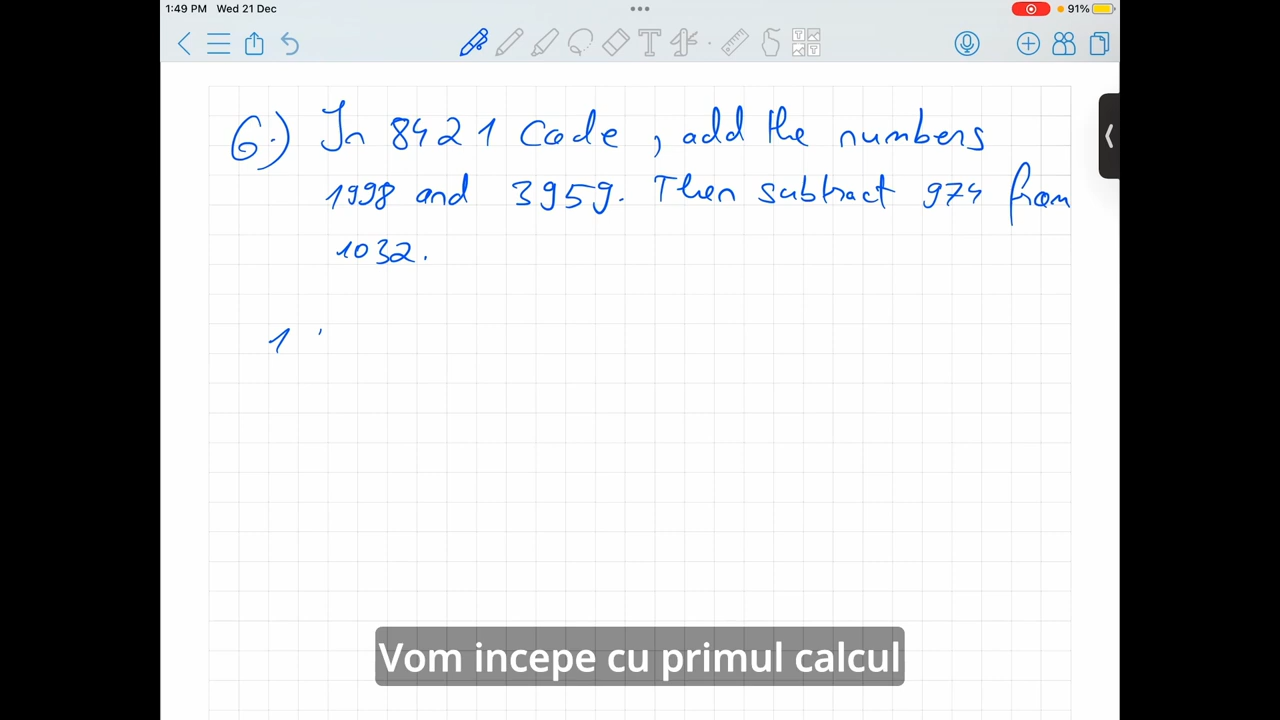 1:49 PM Wed 21 Dec
91%
6.) In 8421 Code, add the numbers
1998 and 3959. Then subtract 974 from
1032.
1
Vom incepe cu primul calcul